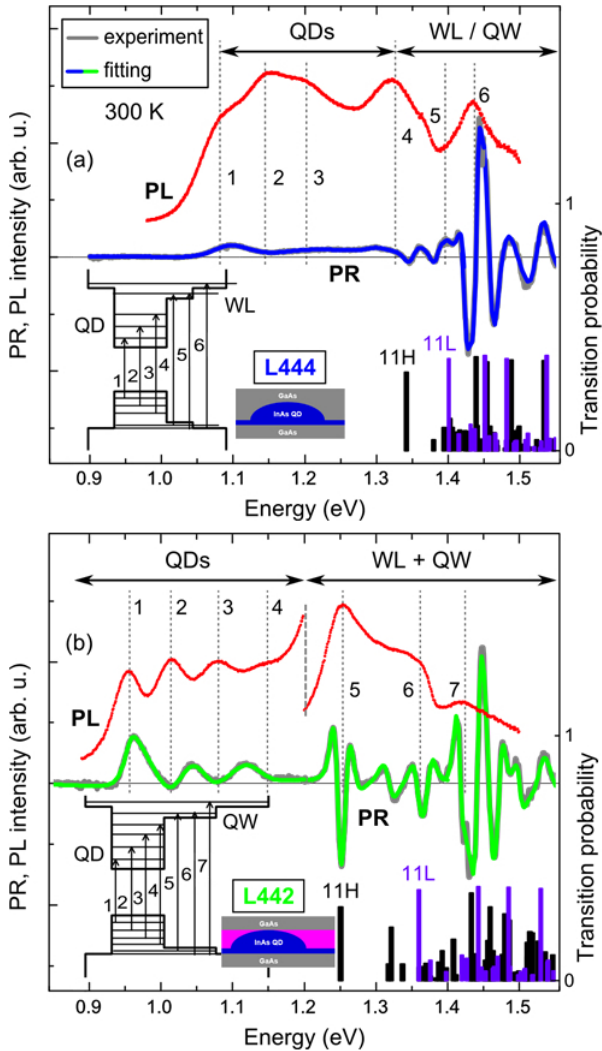 QDs WL / QW
experiment
fitting
300 K
(a)
PL
PR
1 2 3 4 5 6
QD
WL
1 2 3 4 5 6
L444
GaAs
InAs QD
GaAs
11H
11L
1
0
PR, PL intensity (arb. u.)
Transition probability
0.9 1.0 1.1 1.2 1.3 1.4 1.5
Energy (eV)
QDs WL + QW
(b)
1 2 3 4
5 6 7
PL
PR
QD
QW
1 2 3 4 5 6 7
L442
GaAs
InAs QD
GaAs
11H
11L
1
0
PR, PL intensity (arb. u.)
Transition probability
0.9 1.0 1.1 1.2 1.3 1.4 1.5
Energy (eV)